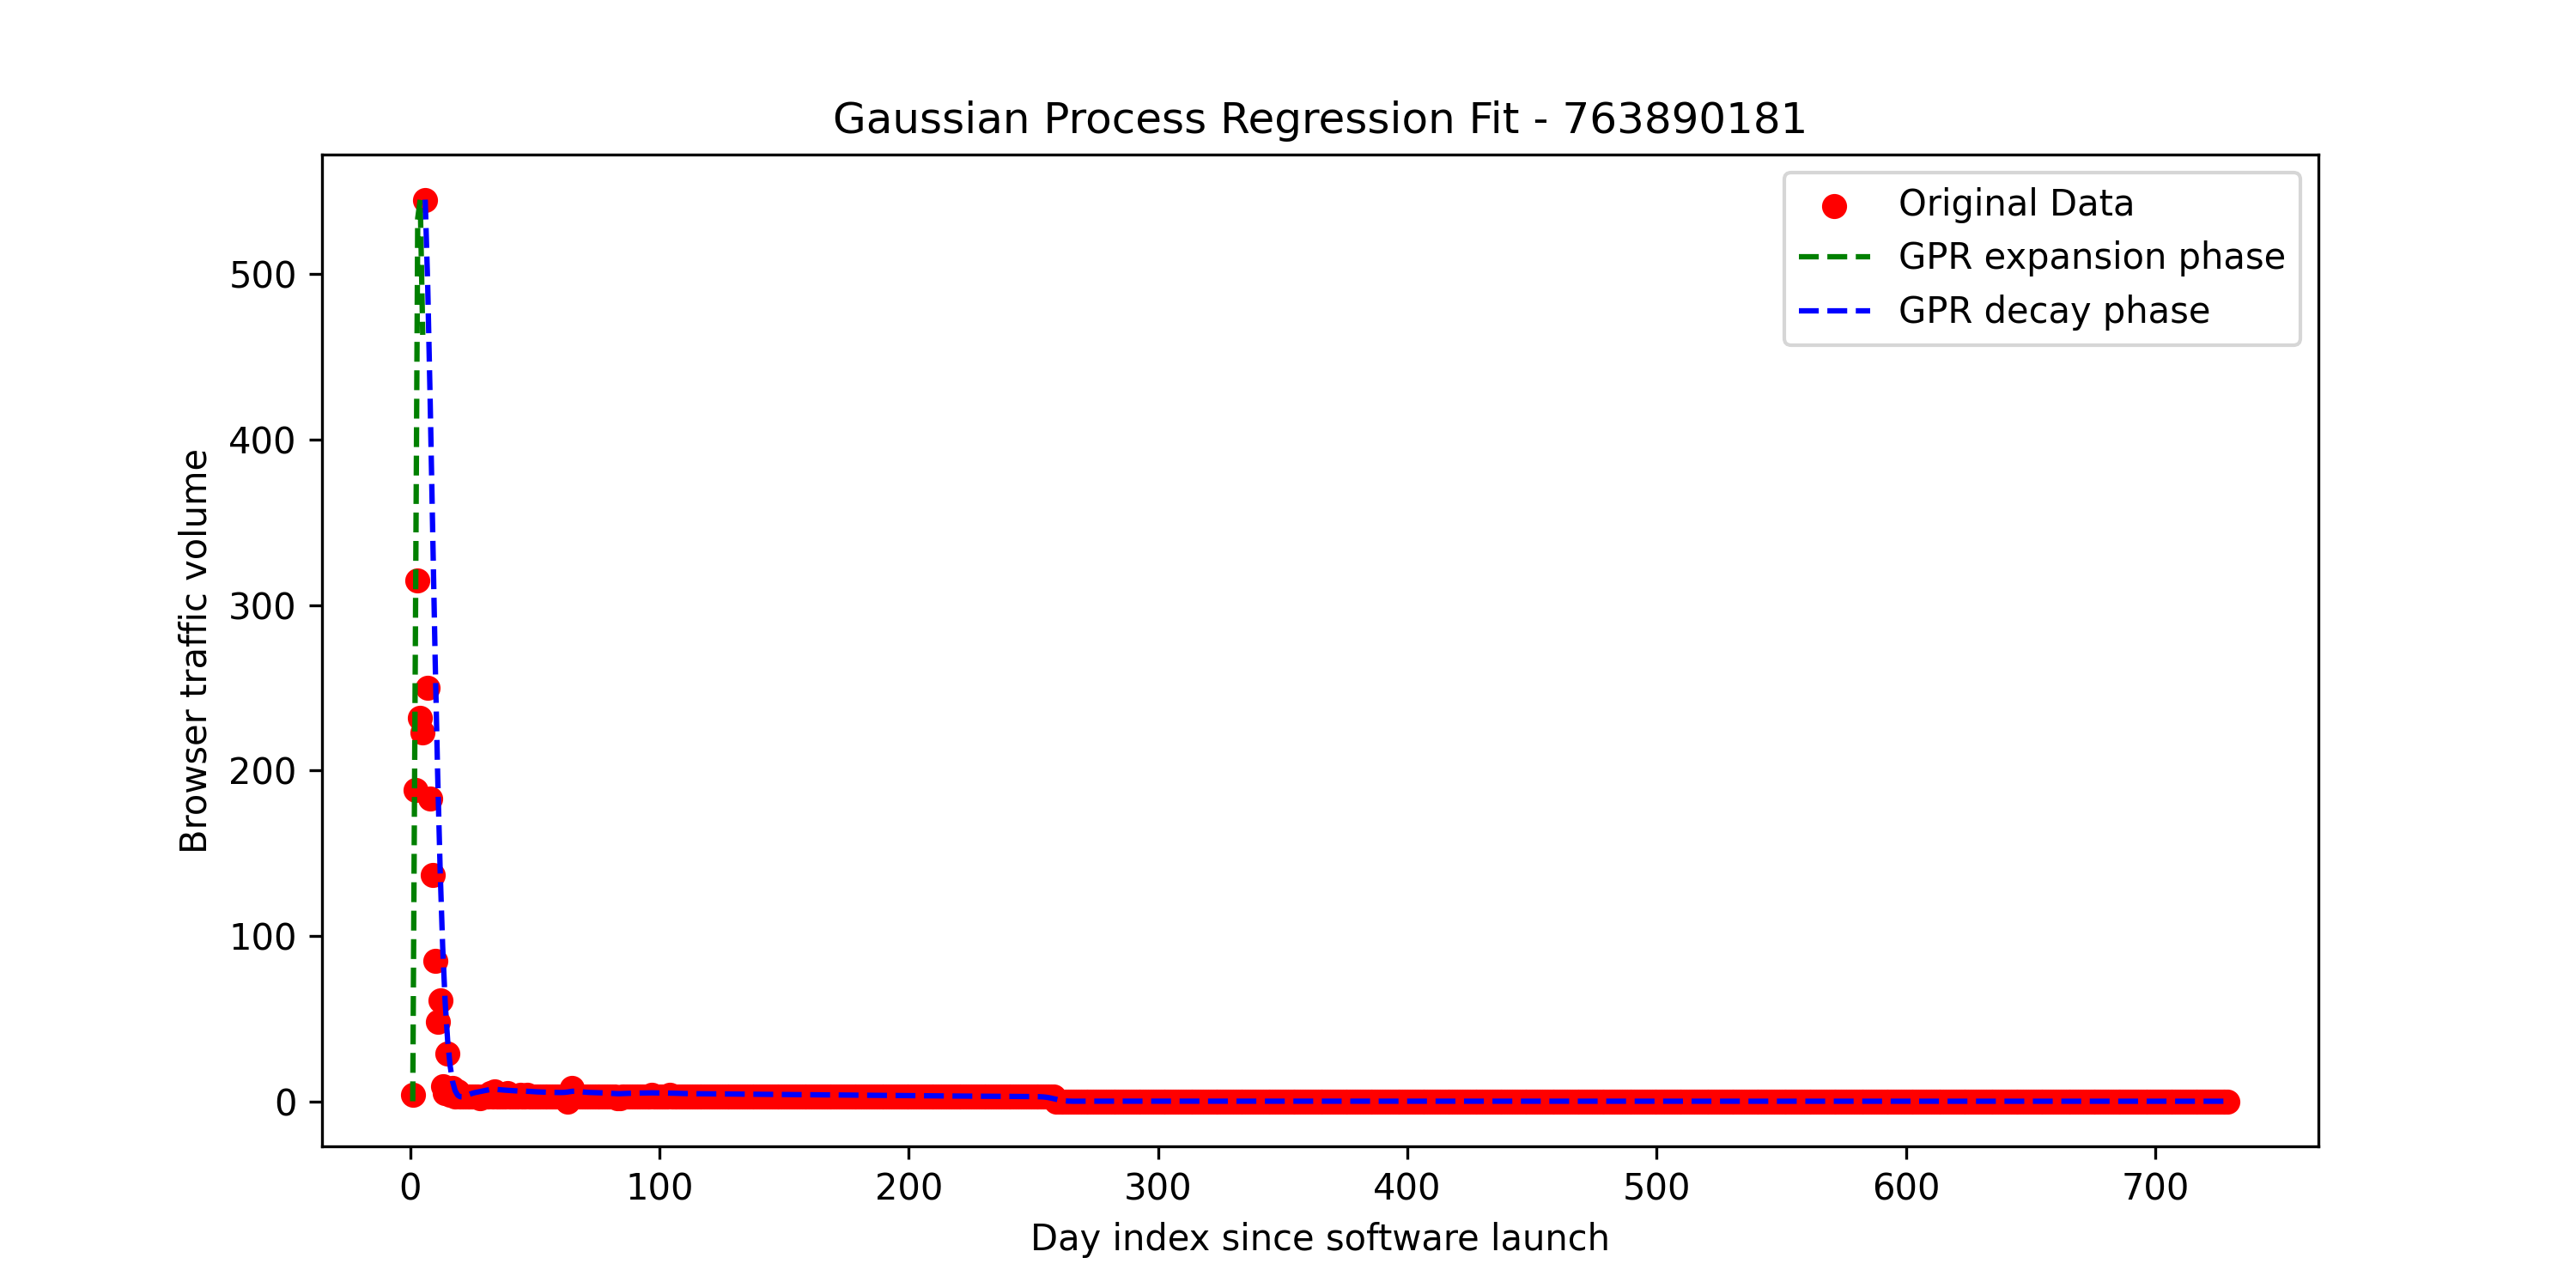 Gaussian Process Regression Fit - 763890181
Original Data
GPR expansion phase
GPR decay phase
Browser traffic volume
500
400
300
200
100
0
0 100 200 300 400 500 600 700
Day index since software launch